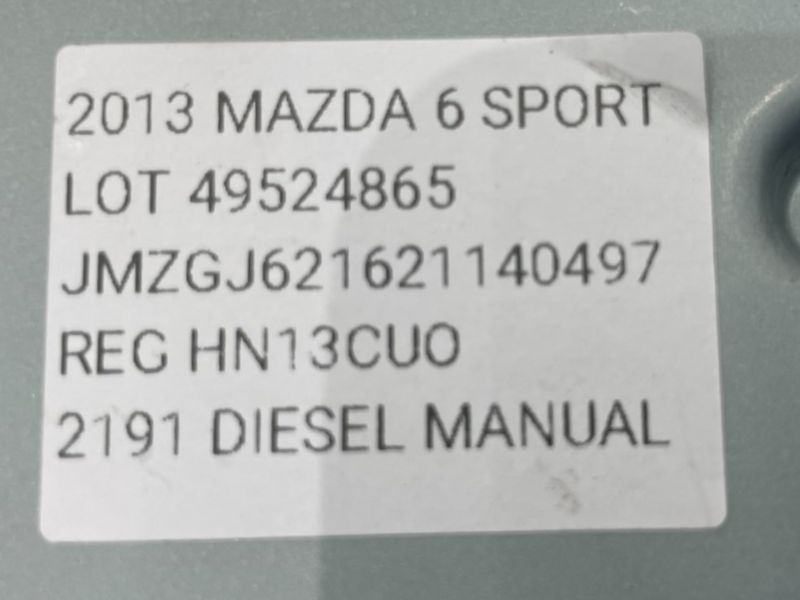 2013 MAZDA 6 SPORT
LOT 49524865
JMZGJ621621140497
REG HN13CUO
2191 DIESEL MANUAL